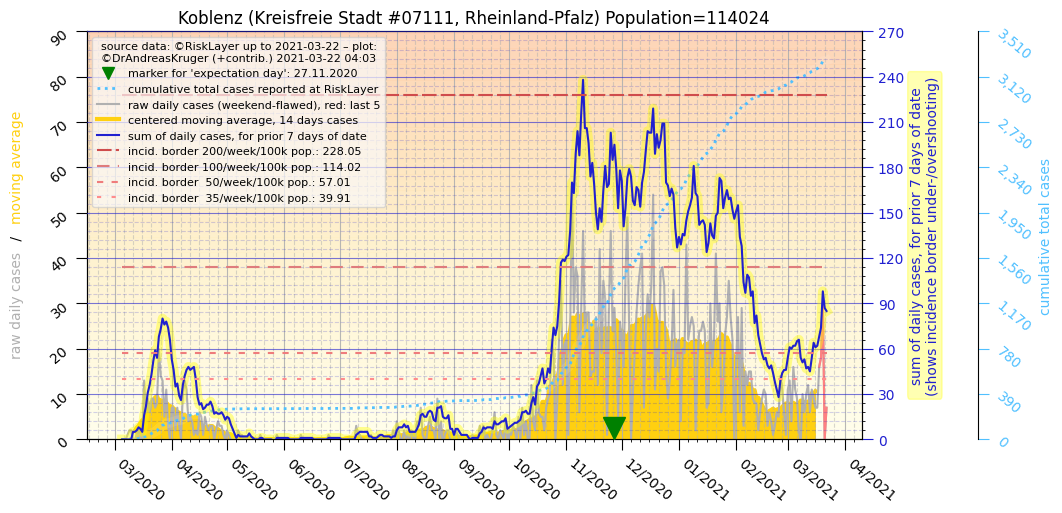 Koblenz (Kreisfreie Stadt #07111, Rheinland-Pfalz) Population=114024
source data: ©RiskLayer up to 2021-03-22 – plot:
©DrAndreasKruger (+contrib.) 2021-03-22 04:03
marker for 'expectation day': 27.11.2020
cumulative total cases reported at RiskLayer
raw daily cases (weekend-flawed), red: last 5
centered moving average, 14 days cases
sum of daily cases, for prior 7 days of date
incid. border 200/week/100k pop.: 228.05
incid. border 100/week/100k pop.: 114.02
incid. border 50/week/100k pop.: 57.01
incid. border 35/week/100k pop.: 39.91
raw daily cases / moving average
90
80
70
60
50
40
30
20
10
0
03/2020
04/2020
05/2020
06/2020
07/2020
08/2020
09/2020
10/2020
11/2020
12/2020
01/2021
02/2021
03/2021
04/2021
270
240
210
180
150
120
90
60
30
0
sum of daily cases, for prior 7 days of date
(shows incidence border under-/overshooting)
3,510
3,120
2,730
2,340
1,950
1,560
1,170
780
390
0
cumulative total cases